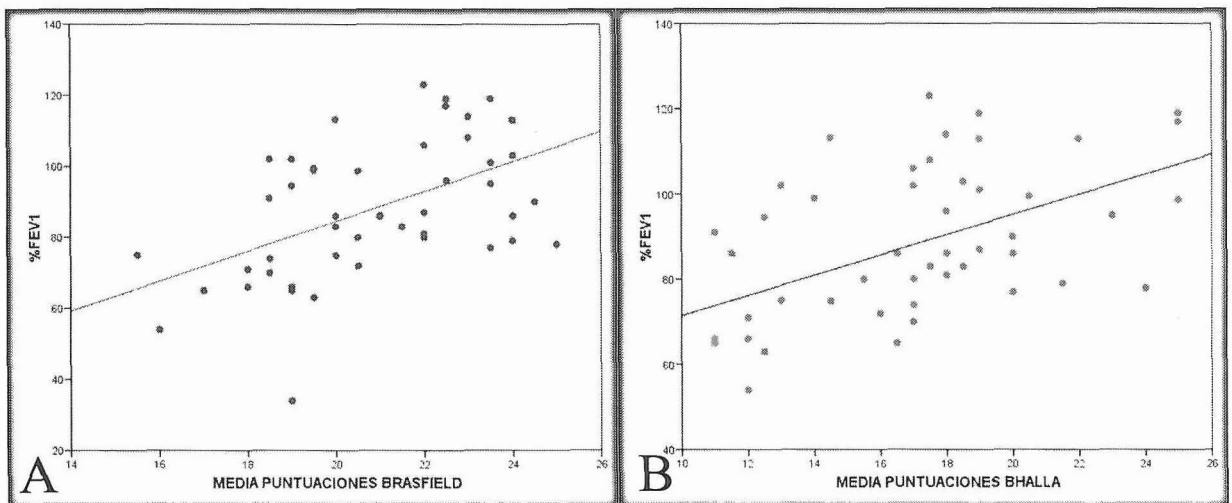 140
120
100
80
60
40
20
%FEV1
14 16 18 20 22 24 26
MEDIA PUNTUACIONES BRASFIELD
A
140
120
100
80
60
40
%FEV1
10 12 14 16 18 20 22 24 26
MEDIA PUNTUACIONES BHALLA
B